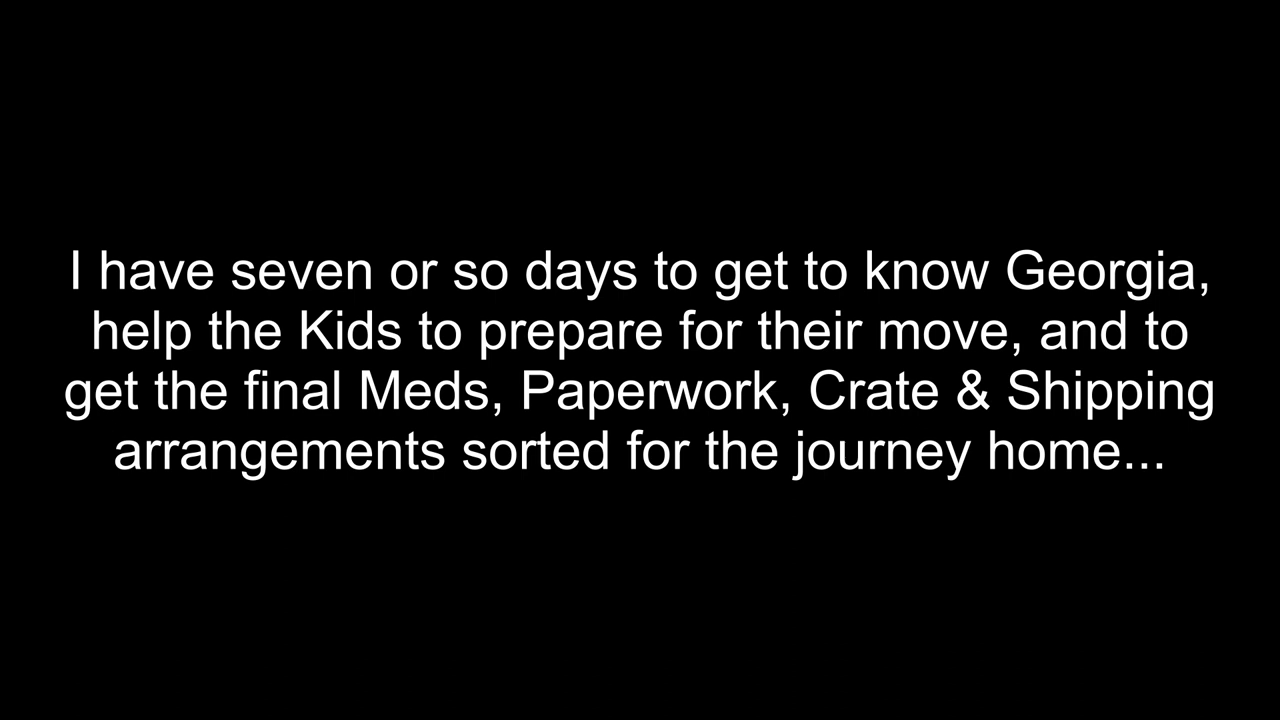 I have seven or so days to get to know Georgia,
help the Kids to prepare for their move, and to
get the final Meds, Paperwork, Crate & Shipping
arrangements sorted for the journey home...